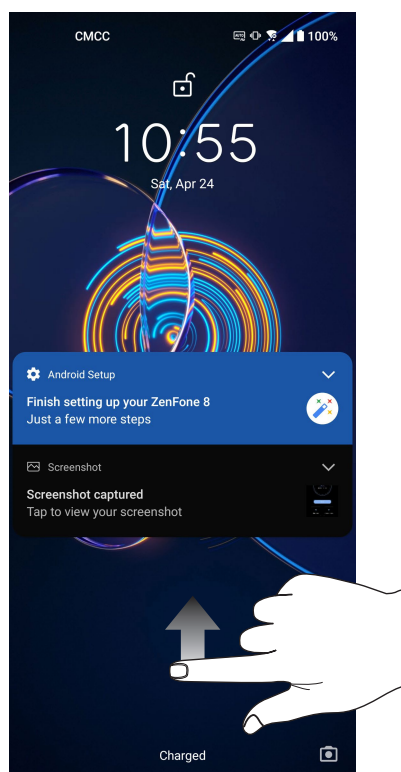 CMCC
100%
10:55
Sat, Apr 24
Android Setup
Finish setting up your ZenFone 8
Just a few more steps
Screenshot
Screenshot captured
Tap to view your screenshot
Charged